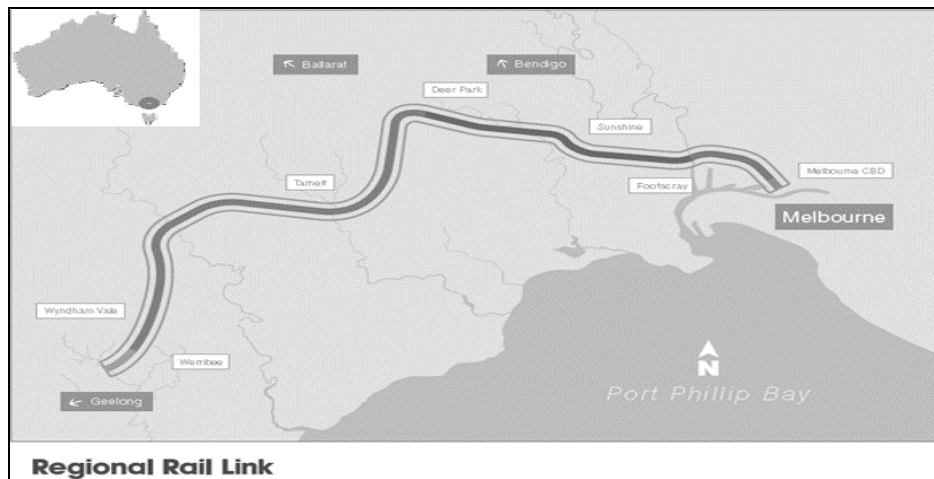 Ballarat
Bendigo
Deer Park
Sunshine
Melbourne CBD
Tarneit
Footscray
Melbourne
Wyndham Vale
Werribee
N
Port Phillip Bay
Geelong
Regional Rail Link